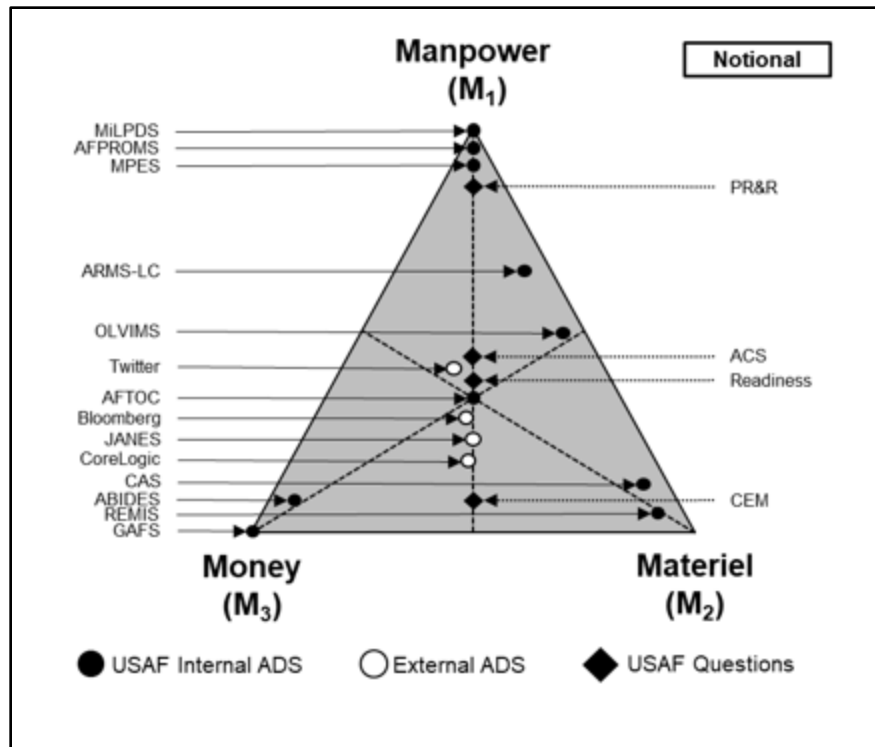 Manpower
(M₁)
Notional
MiLPDS
AFPROMS
MPES
PR&R
ARMS-LC
OLVIMS
ACS
Twitter
Readiness
AFTOC
Bloomberg
JANES
CoreLogic
CAS
ABIDES
CEM
REMIS
GAFS
Money
(M₃)
Materiel
(M₂)
USAF Internal ADS
External ADS
USAF Questions